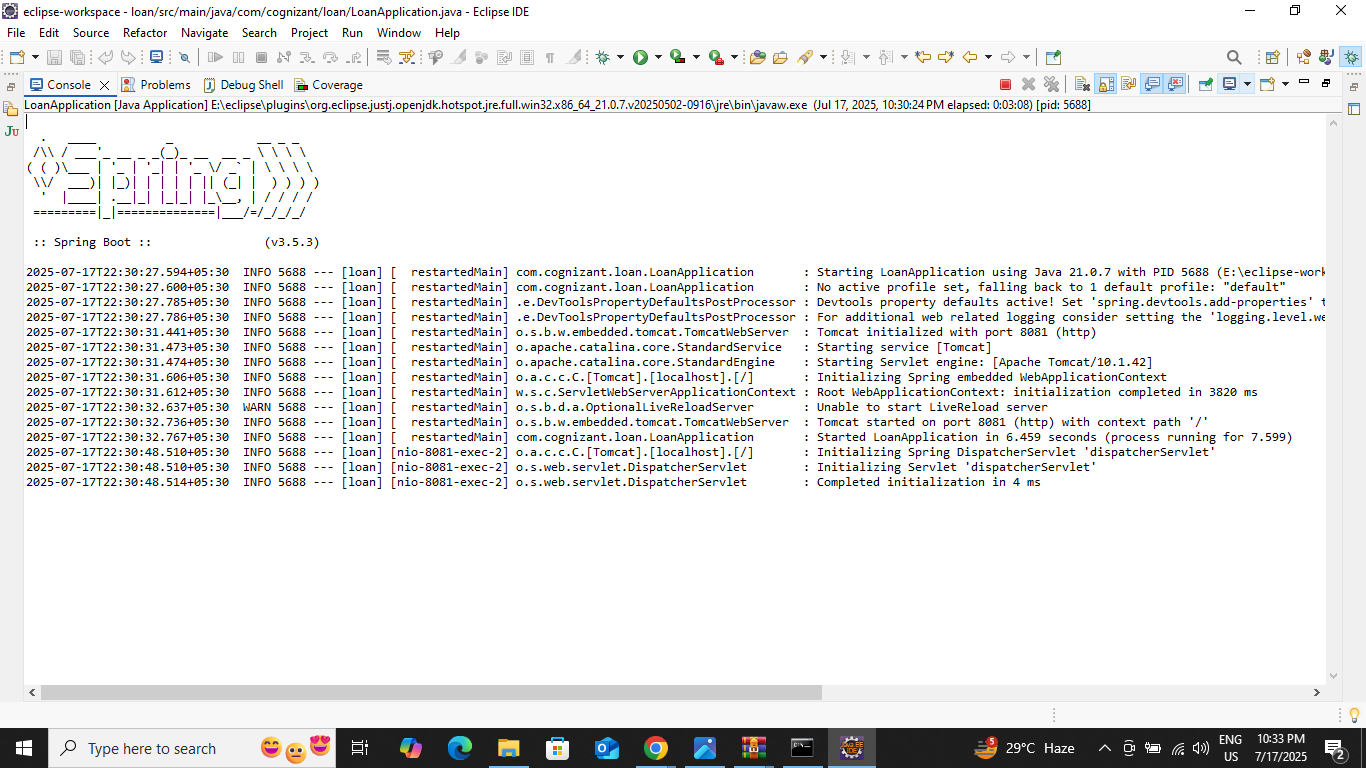 eclipse-workspace - loan/src/main/java/com/cognizant/loan/LoanApplication.java - Eclipse IDE
File Edit Source Refactor Navigate Search Project Run Window Help
Console Problems Debug Shell Coverage
LoanApplication [Java Application] E:\eclipse\plugins\org.eclipse.justj.openjdk.hotspot.jre.full.win32.x86_64_21.0.7.v20250502-0916\jre\bin\javaw.exe (Jul 17, 2025, 10:30:24 PM elapsed: 0:03:08) [pid: 5688]
Ju
Spring
:: Spring Boot :: (v3.5.3)
2025-07-17T22:30:27.594+05:30 INFO 5688 --- [loan] [ restartedMain] com.cognizant.loan.LoanApplication : Starting LoanApplication using Java 21.0.7 with PID 5688 (E:\eclipse-work
2025-07-17T22:30:27.600+05:30 INFO 5688 --- [loan] [ restartedMain] com.cognizant.loan.LoanApplication : No active profile set, falling back to 1 default profile: "default"
2025-07-17T22:30:27.785+05:30 INFO 5688 --- [loan] [ restartedMain] .e.DevToolsPropertyDefaultsPostProcessor : Devtools property defaults active! Set 'spring.devtools.add-properties' t
2025-07-17T22:30:27.786+05:30 INFO 5688 --- [loan] [ restartedMain] .e.DevToolsPropertyDefaultsPostProcessor : For additional web related logging consider setting the 'logging.level.we
2025-07-17T22:30:31.441+05:30 INFO 5688 --- [loan] [ restartedMain] o.s.b.w.embedded.tomcat.TomcatWebServer : Tomcat initialized with port 8081 (http)
2025-07-17T22:30:31.473+05:30 INFO 5688 --- [loan] [ restartedMain] o.apache.catalina.core.StandardService : Starting service [Tomcat]
2025-07-17T22:30:31.474+05:30 INFO 5688 --- [loan] [ restartedMain] o.apache.catalina.core.StandardEngine : Starting Servlet engine: [Apache Tomcat/10.1.42]
2025-07-17T22:30:31.606+05:30 INFO 5688 --- [loan] [ restartedMain] o.a.c.c.C.[Tomcat].[localhost].[/] : Initializing Spring embedded WebApplicationContext
2025-07-17T22:30:31.612+05:30 INFO 5688 --- [loan] [ restartedMain] w.s.c.ServletWebServerApplicationContext : Root WebApplicationContext: initialization completed in 3820 ms
2025-07-17T22:30:32.637+05:30 WARN 5688 --- [loan] [ restartedMain] o.s.b.d.a.OptionalLiveReloadServer : Unable to start LiveReload server
2025-07-17T22:30:32.736+05:30 INFO 5688 --- [loan] [ restartedMain] o.s.b.w.embedded.tomcat.TomcatWebServer : Tomcat started on port 8081 (http) with context path '/'
2025-07-17T22:30:32.767+05:30 INFO 5688 --- [loan] [ restartedMain] com.cognizant.loan.LoanApplication : Started LoanApplication in 6.459 seconds (process running for 7.599)
2025-07-17T22:30:48.510+05:30 INFO 5688 --- [loan] [nio-8081-exec-2] o.a.c.c.C.[Tomcat].[localhost].[/] : Initializing Spring DispatcherServlet 'dispatcherServlet'
2025-07-17T22:30:48.510+05:30 INFO 5688 --- [loan] [nio-8081-exec-2] o.s.web.servlet.DispatcherServlet : Initializing Servlet 'dispatcherServlet'
2025-07-17T22:30:48.514+05:30 INFO 5688 --- [loan] [nio-8081-exec-2] o.s.web.servlet.DispatcherServlet : Completed initialization in 4 ms
Type here to search
5
29°C Haze
ENG
US
10:33 PM
7/17/2025
2